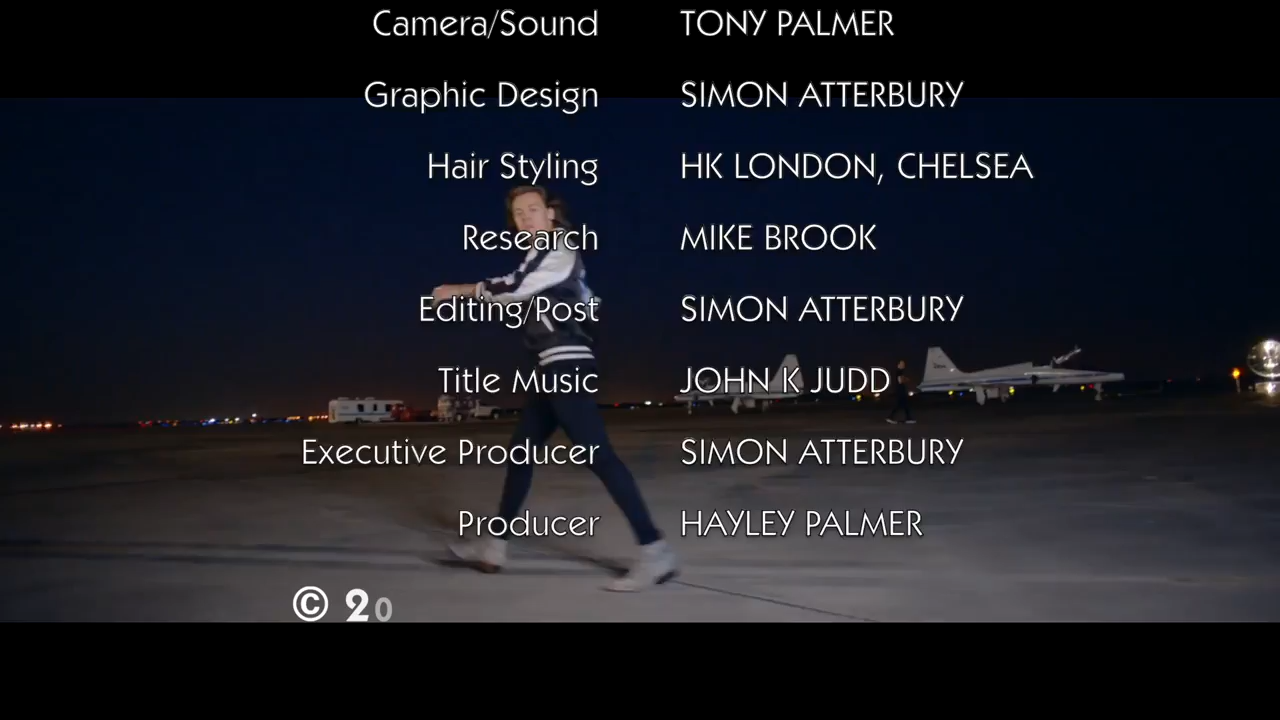 Camera/Sound TONY PALMER
Graphic Design SIMON ATTERBURY
Hair Styling HK LONDON, CHELSEA
Research MIKE BROOK
Editing/Post SIMON ATTERBURY
Title Music JOHN K JUDD
Executive Producer SIMON ATTERBURY
Producer HAYLEY PALMER
© 20